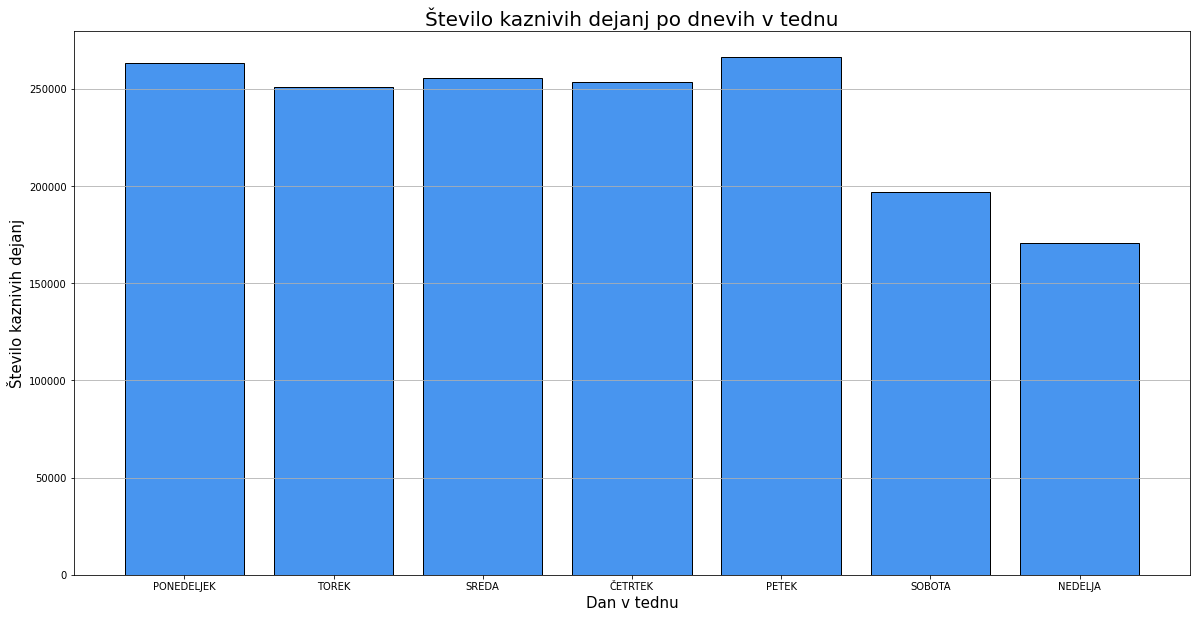 Število kaznivih dejanj po dnevih v tednu
Število kaznivih dejanj
250000
200000
150000
100000
50000
0
PONEDELJEK TOREK SREDA ČETRTEK PETEK SOBOTA NEDELJA
Dan v tednu